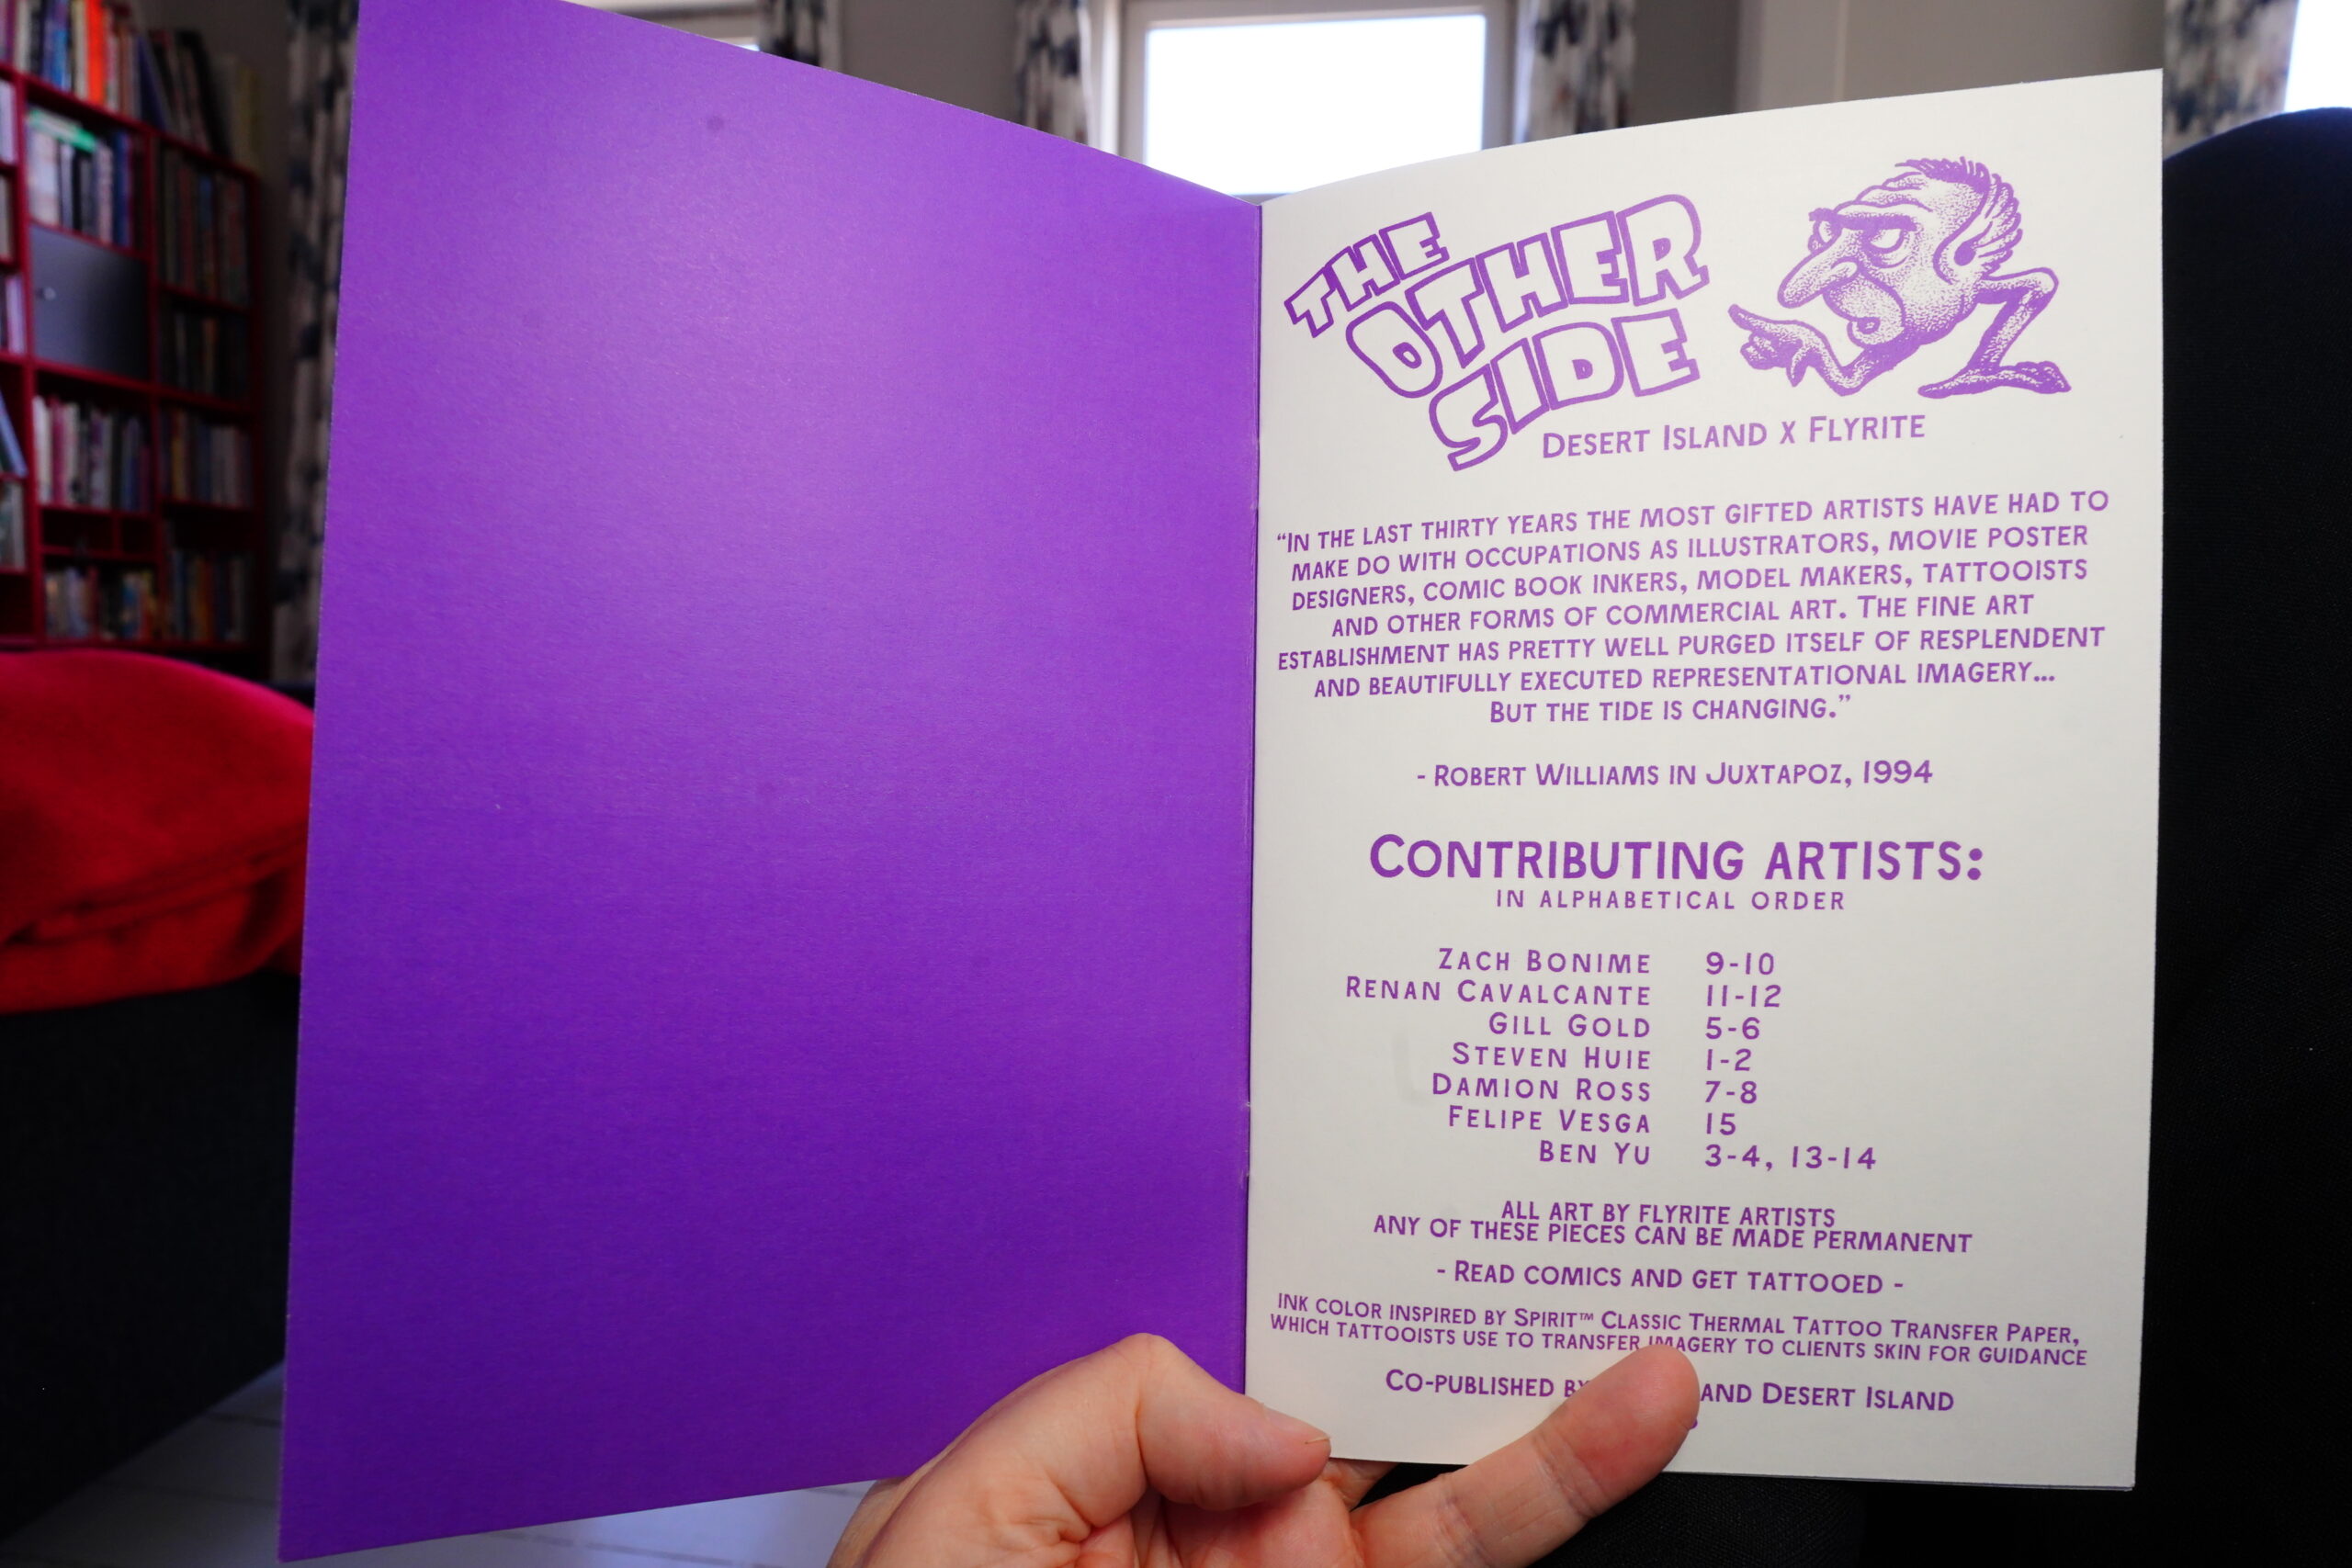 THE
OTHER
SIDE
DESERT ISLAND X FLYRITE
“IN THE LAST THIRTY YEARS THE MOST GIFTED ARTISTS HAVE HAD TO
MAKE DO WITH OCCUPATIONS AS ILLUSTRATORS, MOVIE POSTER
DESIGNERS, COMIC BOOK INKERS, MODEL MAKERS, TATTOOISTS
AND OTHER FORMS OF COMMERCIAL ART. THE FINE ART
ESTABLISHMENT HAS PRETTY WELL PURGED ITSELF OF RESPLENDENT
AND BEAUTIFULLY EXECUTED REPRESENTATIONAL IMAGERY...
BUT THE TIDE IS CHANGING.”
- ROBERT WILLIAMS IN JUXTAPOZ, 1994
CONTRIBUTING ARTISTS:
IN ALPHABETICAL ORDER
ZACH BONIME 9-10
RENAN CAVALCANTE 11-12
GILL GOLD 5-6
STEVEN HUIE 1-2
DAMION ROSS 7-8
FELIPE VESGA 15
BEN YU 3-4, 13-14
ALL ART BY FLYRITE ARTISTS
ANY OF THESE PIECES CAN BE MADE PERMANENT
- READ COMICS AND GET TATTOOED -
INK COLOR INSPIRED BY SPIRIT™ CLASSIC THERMAL TATTOO TRANSFER PAPER,
WHICH TATTOOISTS USE TO TRANSFER IMAGERY TO CLIENTS SKIN FOR GUIDANCE
CO-PUBLISHED BY AND DESERT ISLAND